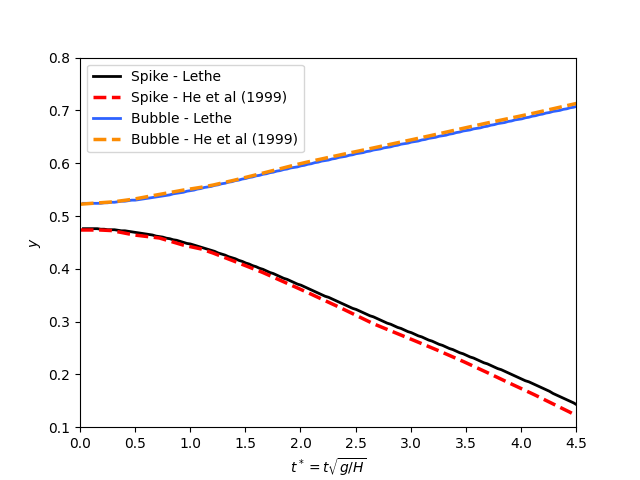 0.8
0.7
0.6
0.5
0.4
0.3
0.2
0.1
y
Spike - Lethe
Spike - He et al (1999)
Bubble - Lethe
Bubble - He et al (1999)
0.0 0.5 1.0 1.5 2.0 2.5 3.0 3.5 4.0 4.5
t* = t√g/H